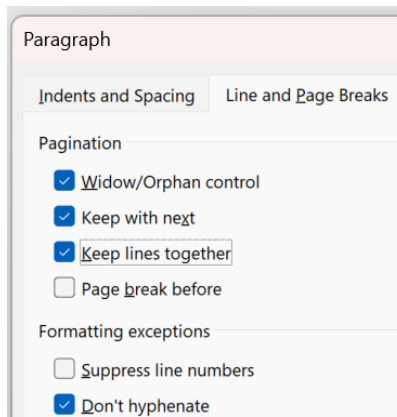 Paragraph
Indents and Spacing Line and Page Breaks
Pagination
Widow/Orphan control
Keep with next
Keep lines together
Page break before
Formatting exceptions
Suppress line numbers
Don't hyphenate